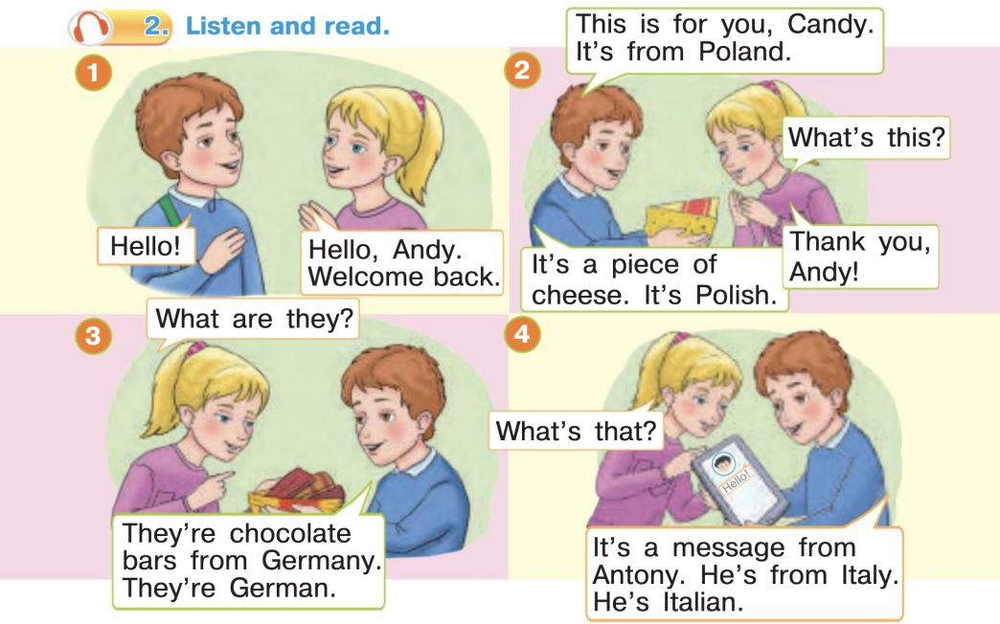 2. Listen and read.
1
Hello!
Hello, Andy.
Welcome back.
2
This is for you, Candy.
It's from Poland.
What's this?
It's a piece of
cheese. It's Polish.
Thank you,
Andy!
3
What are they?
They're chocolate
bars from Germany.
They're German.
4
What's that?
Hello!
It's a message from
Antony. He's from Italy.
He's Italian.